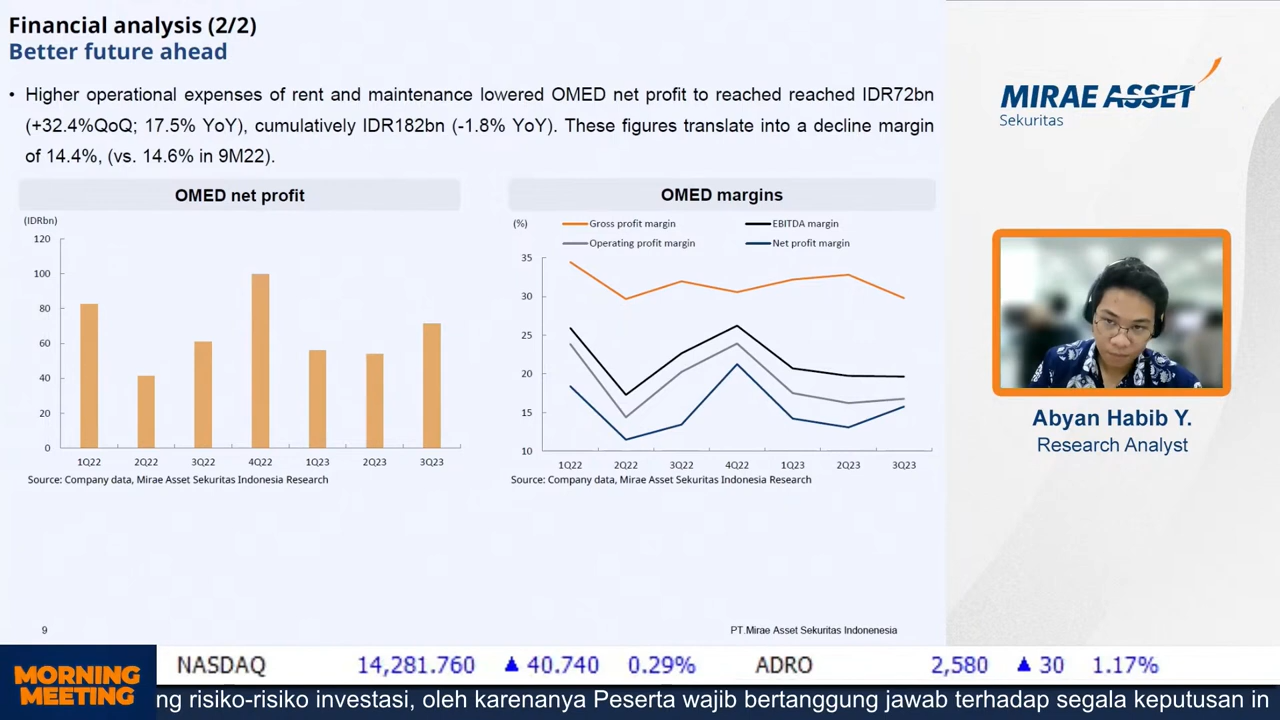 Financial analysis (2/2)
Better future ahead
• Higher operational expenses of rent and maintenance lowered OMED net profit to reached reached IDR72bn
(+32.4%QoQ; 17.5% YoY), cumulatively IDR182bn (-1.8% YoY). These figures translate into a decline margin
of 14.4%, (vs. 14.6% in 9M22).
OMED net profit
(IDRbn)
120
100
80
60
40
20
0
1Q22 2Q22 3Q22 4Q22 1Q23 2Q23 3Q23
Source: Company data, Mirae Asset Sekuritas Indonesia Research
OMED margins
(%)
Gross profit margin EBITDA margin
Operating profit margin Net profit margin
35
30
25
20
15
10
1Q22 2Q22 3Q22 4Q22 1Q23 2Q23 3Q23
Source: Company data, Mirae Asset Sekuritas Indonesia Research
9
PT.Mirae Asset Sekuritas Indonenesia
MIRAE ASSET
Sekuritas
Abyan Habib Y.
Research Analyst
MORNING
MEETING
NASDAQ 14,281.760 ▲ 40.740 0.29% ADRO 2,580 ▲ 30 1.17%
ng risiko-risiko investasi, oleh karenanya Peserta wajib bertanggung jawab terhadap segala keputusan in